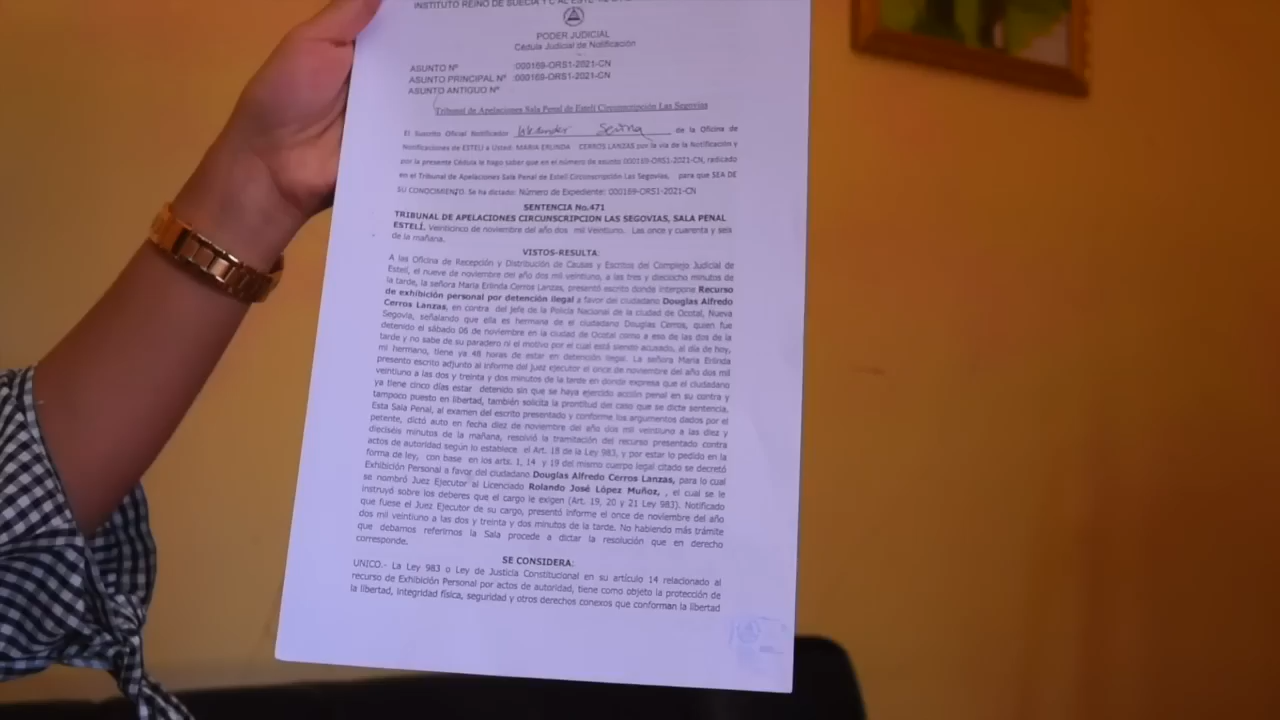 INSTITUTO REINO DE SUECIA Y C AL ESTE
PODER JUDICIAL
Cédula Judicial de Notificación
ASUNTO Nº :000169-ORS1-2021-CN
ASUNTO PRINCIPAL Nº :000169-ORS1-2021-CN
ASUNTO ANTIGUO Nº
Tribunal de Apelaciones Sala Penal de Estelí Circunscripción Las Segovias
El Suscrito Oficial Notificador de la Oficina de
Notificaciones de ESTELI a Usted: MARIA ERLINDA CERROS LANZAS por la vía de la Notificación y
por la presente Cédula le hago saber que en el número de asunto 000169-ORS1-2021-CN, radicado
en el Tribunal de Apelaciones Sala Penal de Estelí Circunscripción Las Segovias, para que SEA DE
SU CONOCIMIENTO. Se ha dictado: Número de Expediente: 000169-ORS1-2021-CN
SENTENCIA No.471
TRIBUNAL DE APELACIONES CIRCUNSCRIPCION LAS SEGOVIAS, SALA PENAL
ESTELÍ. Veinticinco de noviembre del año dos mil Veintiuno. Las once y cuarenta y seis
de la mañana.
VISTOS-RESULTA:
A las Oficina de Recepción y Distribución de Causas y Escritos del Complejo Judicial de
Estelí, el nueve de noviembre del año dos mil veintiuno, a las tres y dieciocho minutos de
la tarde, la señora Maria Erlinda Cerros Lanzas, presentó escrito donde interpone Recurso
de exhibición personal por detención ilegal a favor del ciudadano Douglas Alfredo
Cerros Lanzas, en contra del Jefe de la Policía Nacional de la ciudad de Ocotal, Nueva
Segovia, señalando que ella es hermana de el ciudadano Douglas Cerros, quien fue
detenido el sábado 06 de noviembre en la ciudad de Ocotal como a eso de las dos de la
tarde y no sabe de su paradero ni el motivo por el cual está siendo acusado, al día de hoy,
mi hermano, tiene ya 48 horas de estar en detención ilegal. La señora Maria Erlinda
presento escrito adjunto al informe del juez ejecutor el once de noviembre del año dos mil
veintiuno a las dos y treinta y dos minutos de la tarde en donde expresa que el ciudadano
ya tiene cinco días estar detenido sin que se haya ejercido acción penal en su contra y
tampoco puesto en libertad, también solicita la prontitud del caso que se dicte sentencia.
Esta Sala Penal, al examen del escrito presentado y conforme los argumentos dados por el
petente, dictó auto en fecha diez de noviembre del año dos mil veintiuno a las diez y
dieciséis minutos de la mañana, resolvió la tramitación del recurso presentado contra
actos de autoridad según lo establece el Art. 18 de la Ley 983, y por estar lo pedido en la
forma de ley, con base en los arts. 1, 14 y 19 del mismo cuerpo legal citado se decretó
Exhibición Personal a favor del ciudadano Douglas Alfredo Cerros Lanzas, para lo cual
se nombró Juez Ejecutor al Licenciado Rolando José López Muñoz, , el cual se le
instruyó sobre los deberes que el cargo le exigen (Art. 19, 20 y 21 Ley 983). Notificado
que fuese el Juez Ejecutor de su cargo, presentó informe el once de noviembre del año
dos mil veintiuno a las dos y treinta y dos minutos de la tarde. No habiendo más trámite
que debamos referirnos la Sala procede a dictar la resolución que en derecho
corresponde.
SE CONSIDERA:
UNICO.- La Ley 983 o Ley de Justicia Constitucional en su artículo 14 relacionado al
recurso de Exhibición Personal por actos de autoridad, tiene como objeto la protección de
la libertad, integridad física, seguridad y otros derechos conexos que conforman la libertad